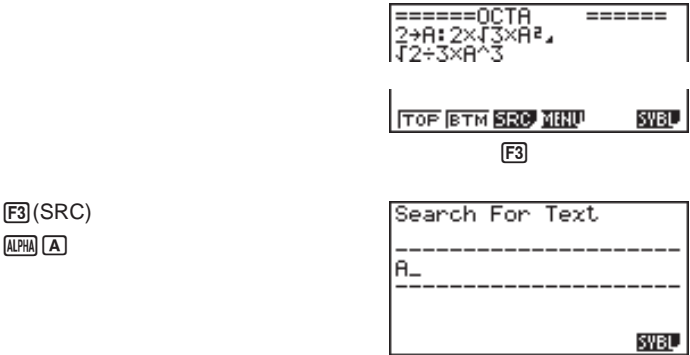 ======OCTA ======
2→A:2×√3×A²◢
√2÷3×A^3
TOP BTM SRC MENU SYBL
F3
F3 (SRC)
ALPHA A
Search For Text
----------------------
A_
----------------------
SYBL